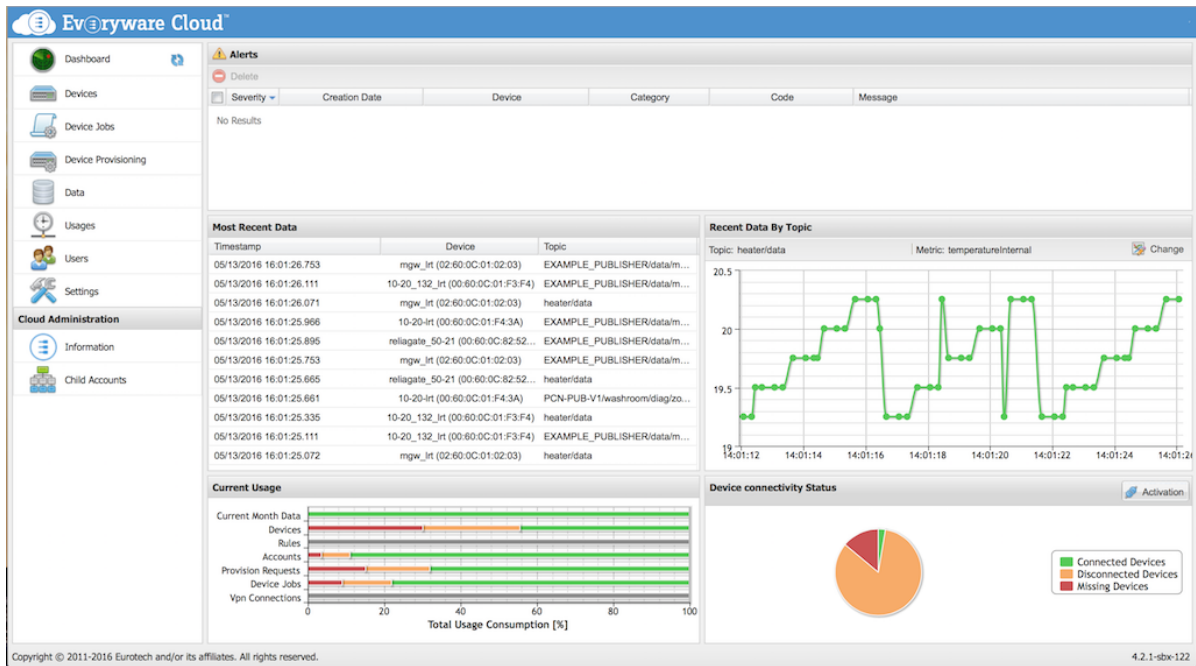 Everyware Cloud™
Dashboard
Devices
Device Jobs
Device Provisioning
Data
Usages
Users
Settings
Cloud Administration
Information
Child Accounts
Alerts
Delete
Severity Creation Date Device Category Code Message
No Results
Most Recent Data
Timestamp Device Topic
05/13/2016 16:01:26.753 mgw_lrt (02:60:0C:01:02:03) EXAMPLE_PUBLISHER/data/m...
05/13/2016 16:01:26.111 10-20_132_lrt (00:60:0C:01:F3:F4) EXAMPLE_PUBLISHER/data/m...
05/13/2016 16:01:26.071 mgw_lrt (02:60:0C:01:02:03) heater/data
05/13/2016 16:01:25.966 10-20-lrt (00:60:0C:01:F4:3A) EXAMPLE_PUBLISHER/data/m...
05/13/2016 16:01:25.895 reliagate_50-21 (00:60:0C:82:52... EXAMPLE_PUBLISHER/data/m...
05/13/2016 16:01:25.753 mgw_lrt (02:60:0C:01:02:03) EXAMPLE_PUBLISHER/data/m...
05/13/2016 16:01:25.665 reliagate_50-21 (00:60:0C:82:52... heater/data
05/13/2016 16:01:25.661 10-20-lrt (00:60:0C:01:F4:3A) PCN-PUB-V1/washroom/diag/zo...
05/13/2016 16:01:25.335 10-20_132_lrt (00:60:0C:01:F3:F4) heater/data
05/13/2016 16:01:25.111 10-20_132_lrt (00:60:0C:01:F3:F4) EXAMPLE_PUBLISHER/data/m...
05/13/2016 16:01:25.072 mgw_lrt (02:60:0C:01:02:03) heater/data
Recent Data By Topic
Topic: heater/data Metric: temperatureInternal Change
20.5
20
19.5
19
14:01:12 14:01:14 14:01:16 14:01:18 14:01:20 14:01:22 14:01:24 14:01:26
Current Usage
Current Month Data
Devices
Rules
Accounts
Provision Requests
Device Jobs
Vpn Connections
0 20 40 60 80 100
Total Usage Consumption [%]
Device connectivity Status
Activation
Connected Devices
Disconnected Devices
Missing Devices
Copyright © 2011-2016 Eurotech and/or its affiliates. All rights reserved. 4.2.1-sbx-122